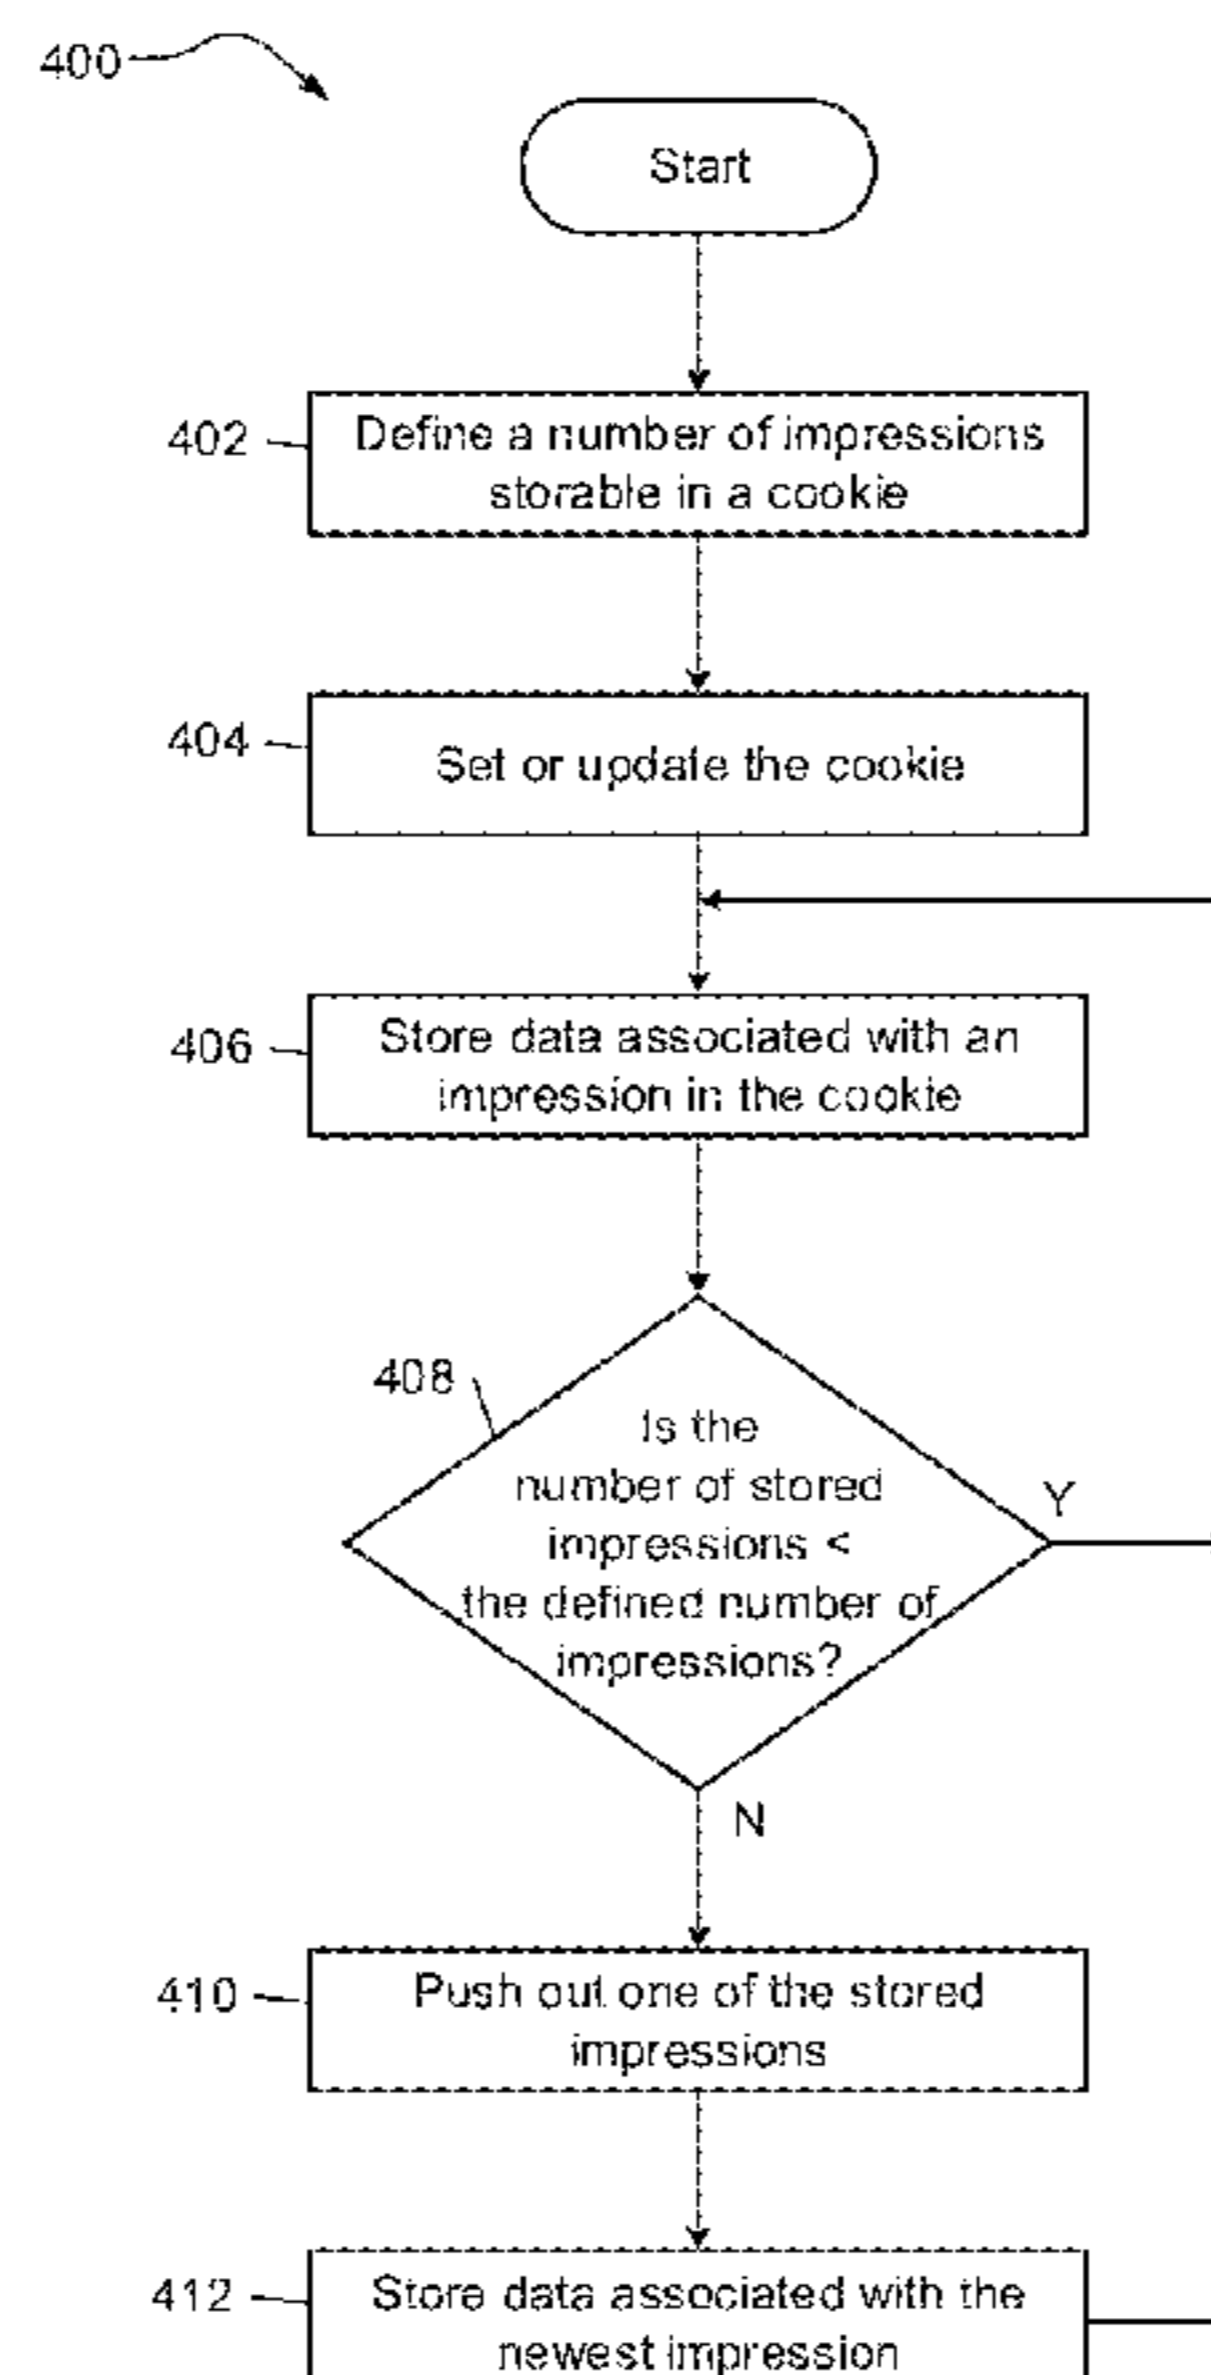 400
Start
402
Define a number of impressions
storable in a cookie
404
Set or update the cookie
406
Store data associated with an
impression in the cookie
408
Is the
number of stored
impressions <
the defined number of
impressions?
Y
N
410
Push out one of the stored
impressions
412
Store data associated with the
newest impression